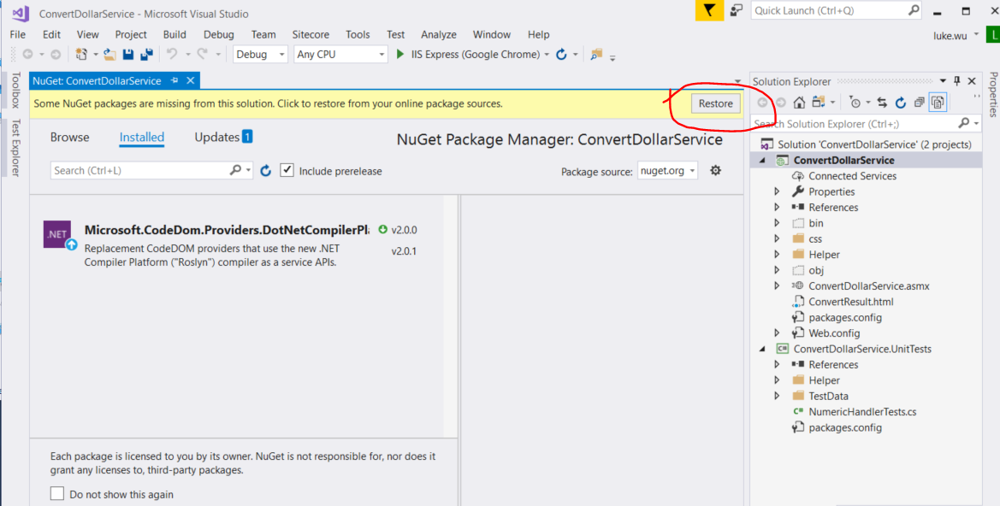 ConvertDollarService - Microsoft Visual Studio
Quick Launch (Ctrl+Q)
File Edit View Project Build Debug Team Sitecore Tools Test Analyze Window Help
luke.wu
L
Debug Any CPU IIS Express (Google Chrome)
Toolbox
Test Explorer
NuGet: ConvertDollarService
Some NuGet packages are missing from this solution. Click to restore from your online package sources.
Restore
Browse Installed Updates 1
NuGet Package Manager: ConvertDollarService
Search (Ctrl+L)
Include prerelease
Package source: nuget.org
.NET
Microsoft.CodeDom.Providers.DotNetCompilerPl
v2.0.0
Replacement CodeDOM providers that use the new .NET
v2.0.1
Compiler Platform ("Roslyn") compiler as a service APIs.
Each package is licensed to you by its owner. NuGet is not responsible for, nor does it
grant any licenses to, third-party packages.
Do not show this again
Solution Explorer
Search Solution Explorer (Ctrl+;)
Solution 'ConvertDollarService' (2 projects)
ConvertDollarService
Connected Services
Properties
References
bin
css
Helper
obj
ConvertDollarService.asmx
ConvertResult.html
packages.config
Web.config
C# ConvertDollarService.UnitTests
References
Helper
TestData
C# NumericHandlerTests.cs
packages.config
Properties